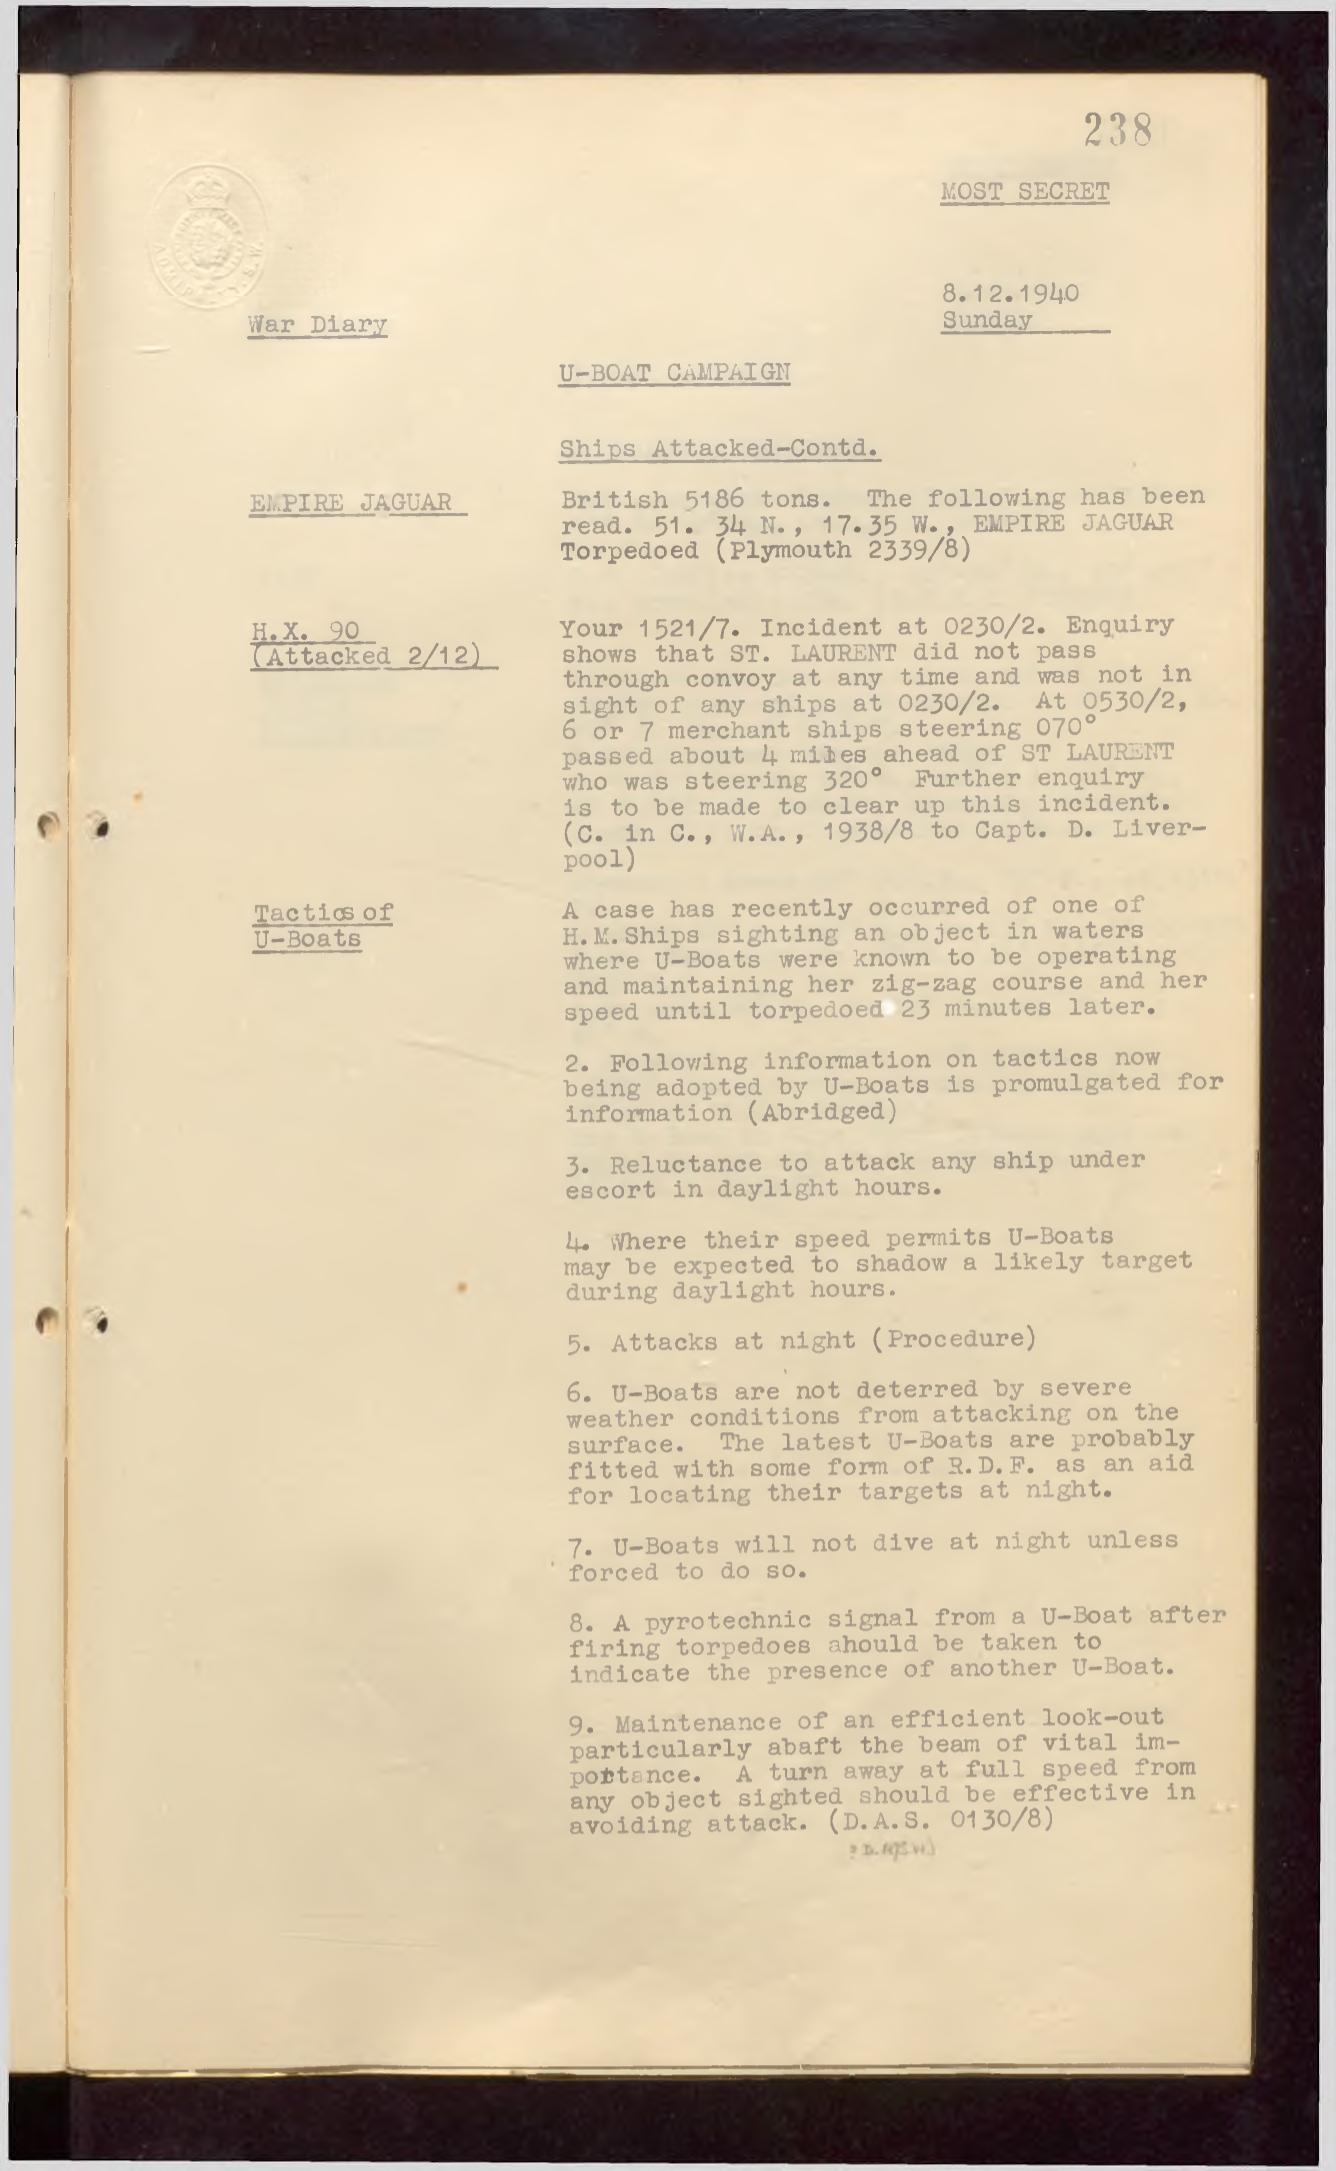 238
MOST SECRET
ADMIRALTY. S.W.
8.12.1940
Sunday
War Diary
U-BOAT CAMPAIGN
Ships Attacked-Contd.
EMPIRE JAGUAR
British 5186 tons. The following has been
read. 51. 34 N., 17.35 W., EMPIRE JAGUAR
Torpedoed (Plymouth 2339/8)
H.X. 90
(Attacked 2/12)
Your 1521/7. Incident at 0230/2. Enquiry
shows that ST. LAURENT did not pass
through convoy at any time and was not in
sight of any ships at 0230/2. At 0530/2,
6 or 7 merchant ships steering 070°
passed about 4 miles ahead of ST LAURENT
who was steering 320° Further enquiry
is to be made to clear up this incident.
(C. in C., W.A., 1938/8 to Capt. D. Liver-
pool)
Tactics of
U-Boats
A case has recently occurred of one of
H.M.Ships sighting an object in waters
where U-Boats were known to be operating
and maintaining her zig-zag course and her
speed until torpedoed 23 minutes later.
2. Following information on tactics now
being adopted by U-Boats is promulgated for
information (Abridged)
3. Reluctance to attack any ship under
escort in daylight hours.
4. Where their speed permits U-Boats
may be expected to shadow a likely target
during daylight hours.
5. Attacks at night (Procedure)
6. U-Boats are not deterred by severe
weather conditions from attacking on the
surface. The latest U-Boats are probably
fitted with some form of R.D.F. as an aid
for locating their targets at night.
7. U-Boats will not dive at night unless
forced to do so.
8. A pyrotechnic signal from a U-Boat after
firing torpedoes ahould be taken to
indicate the presence of another U-Boat.
9. Maintenance of an efficient look-out
particularly abaft the beam of vital im-
portance. A turn away at full speed from
any object sighted should be effective in
avoiding attack. (D.A.S. 0130/8)